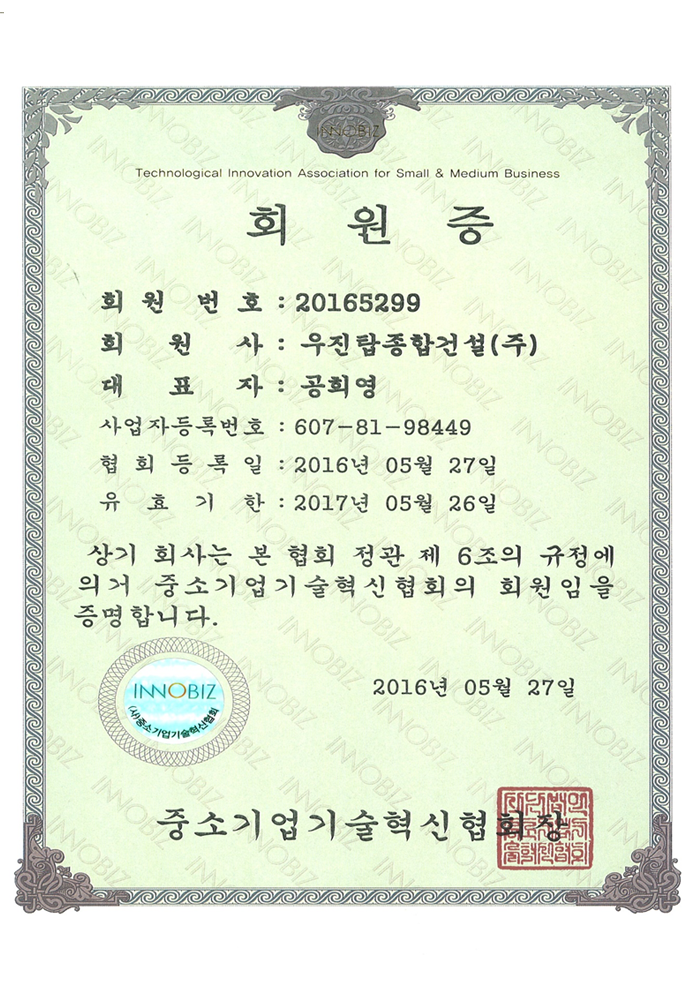 INNOBIZ
Technological Innovation Association for Small & Medium Business
회 원 증
회 원 번 호 : 20165299
회 원 사 : 우진탑종합건설(주)
대 표 자 : 공희영
사업자등록번호 : 607-81-98449
협 회 등 록 일 : 2016년 05월 27일
유 효 기 한 : 2017년 05월 26일
상기 회사는 본 협회 정관 제 6조의 규정에
의거 중소기업기술혁신협회의 회원임을
증명합니다.
2016년 05월 27일
INNOBIZ
(사)중소기업기술혁신협회
중소기업기술혁신협회장